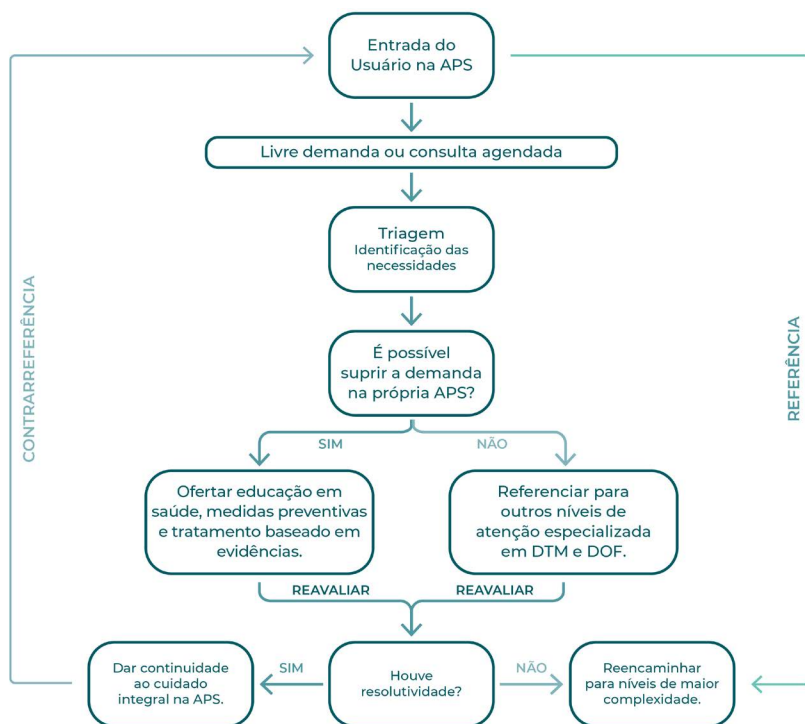 Entrada do
Usuário na APS
Livre demanda ou consulta agendada
Triagem
Identificação das
necessidades
CONTRARREFERÊNCIA
REFERÊNCIA
É possível
suprir a demanda
na própria APS?
SIM
NÃO
Ofertar educação em
saúde, medidas preventivas
e tratamento baseado em
evidências.
Referenciar para
outros níveis de
atenção especializada
em DTM e DOF.
REAVALIAR
REAVALIAR
Dar continuidade
ao cuidado
integral na APS.
SIM
Houve
resolutividade?
NÃO
Reencaminhar
para níveis de maior
complexidade.